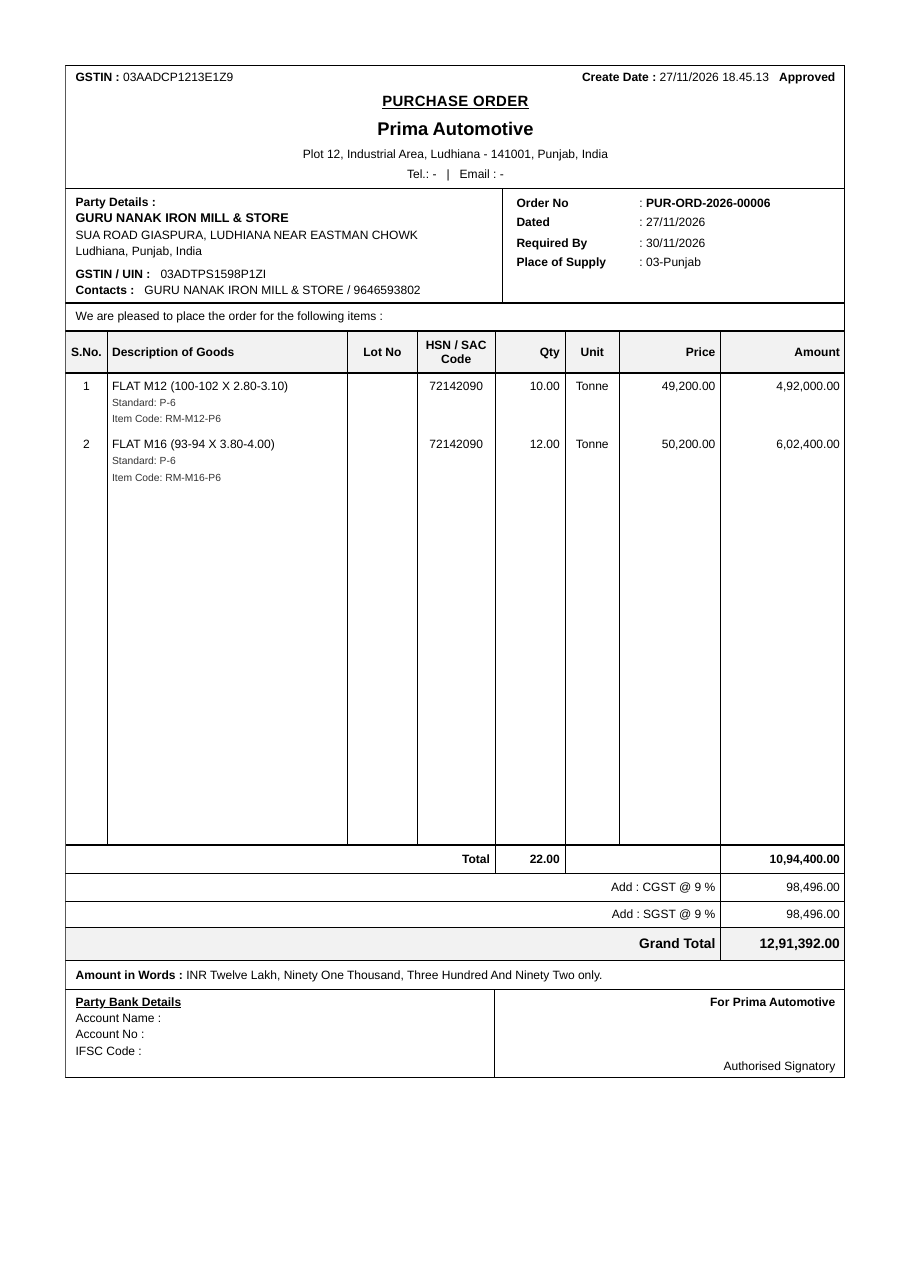 GSTIN : 03AADCP1213E1Z9 Create Date : 27/11/2026 18.45.13 Approved
PURCHASE ORDER
Prima Automotive
Plot 12, Industrial Area, Ludhiana - 141001, Punjab, India
Tel.: - | Email : -
Party Details :
GURU NANAK IRON MILL & STORE
SUA ROAD GIASPURA, LUDHIANA NEAR EASTMAN CHOWK
Ludhiana, Punjab, India
GSTIN / UIN : 03ADTPS1598P1ZI
Contacts : GURU NANAK IRON MILL & STORE / 9646593802
Order No : PUR-ORD-2026-00006
Dated : 27/11/2026
Required By : 30/11/2026
Place of Supply : 03-Punjab
We are pleased to place the order for the following items :
S.No. Description of Goods Lot No HSN / SAC Code Qty Unit Price Amount
1 FLAT M12 (100-102 X 2.80-3.10) 72142090 10.00 Tonne 49,200.00 4,92,000.00
Standard: P-6
Item Code: RM-M12-P6
2 FLAT M16 (93-94 X 3.80-4.00) 72142090 12.00 Tonne 50,200.00 6,02,400.00
Standard: P-6
Item Code: RM-M16-P6
Total 22.00 10,94,400.00
Add : CGST @ 9 % 98,496.00
Add : SGST @ 9 % 98,496.00
Grand Total 12,91,392.00
Amount in Words : INR Twelve Lakh, Ninety One Thousand, Three Hundred And Ninety Two only.
Party Bank Details
Account Name :
Account No :
IFSC Code :
For Prima Automotive
Authorised Signatory